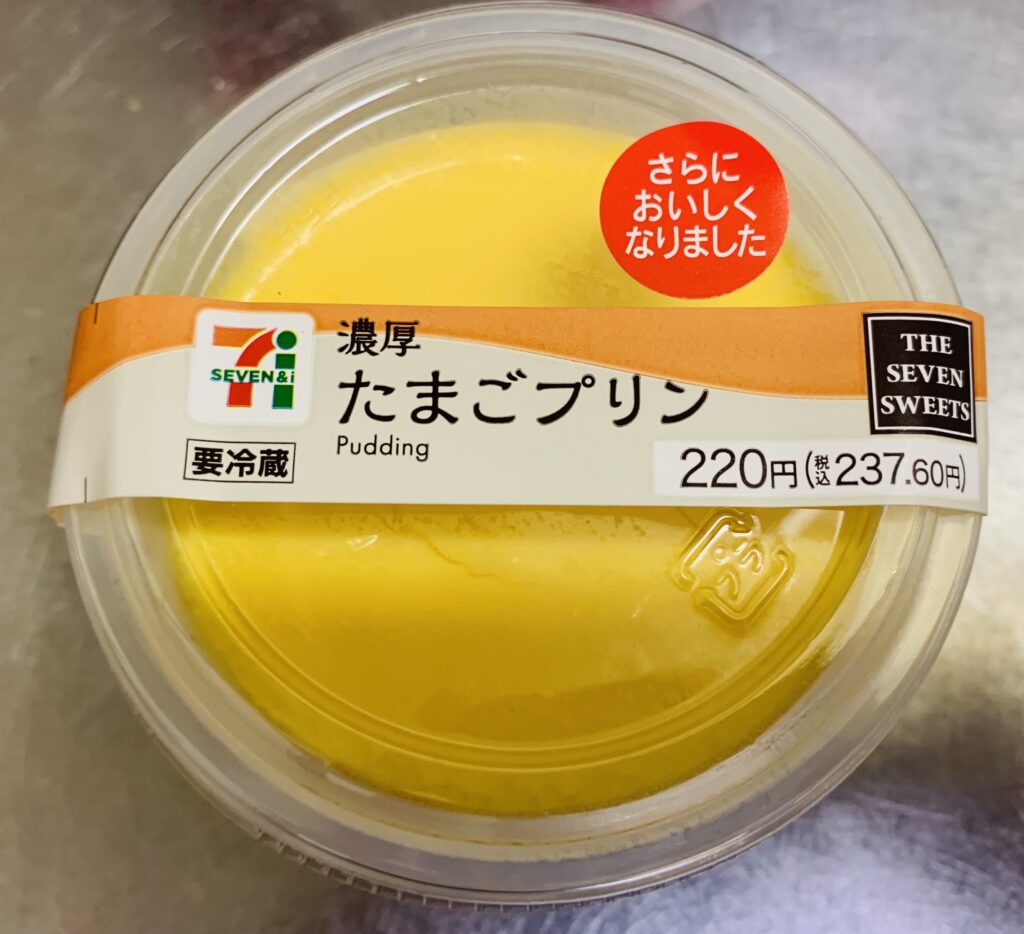 さらに
おいしく
なりました
SEVEN&i
濃厚
たまごプリン
Pudding
要冷蔵
THE
SEVEN
SWEETS
220円(税込237.60円)
プラ